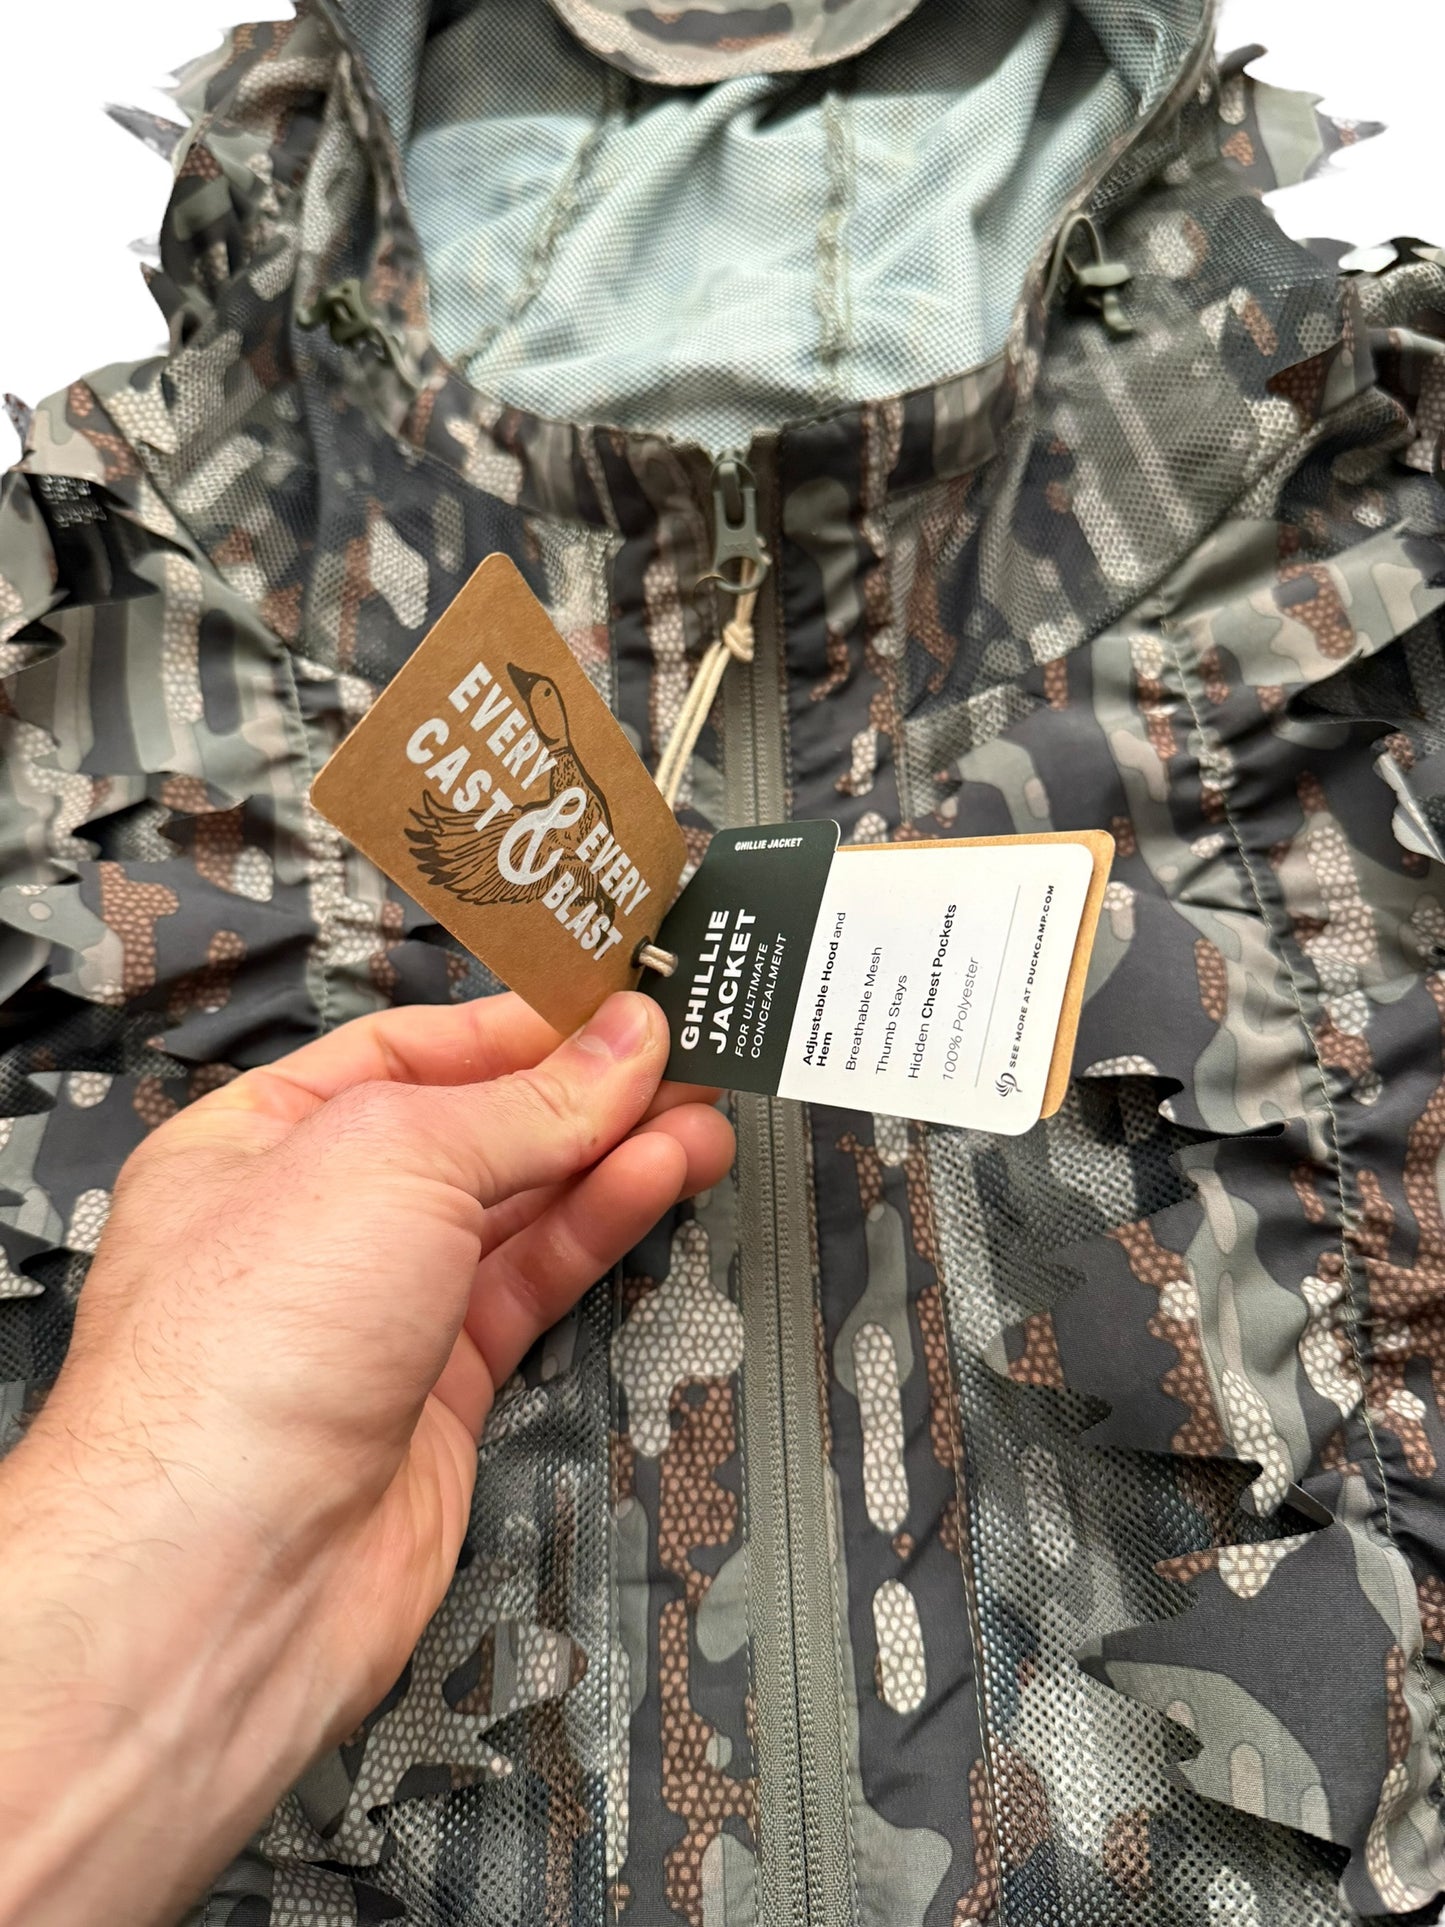 EVERY
CAST
&
EVERY
BLAST
GHILLIE JACKET
GHILLIE
JACKET
FOR ULTIMATE
CONCEALMENT
Adjustable Hood and
Hem
Breathable Mesh
Thumb Stays
Hidden Chest Pockets
100% Polyester
SEE MORE AT DUCKCAMP.COM